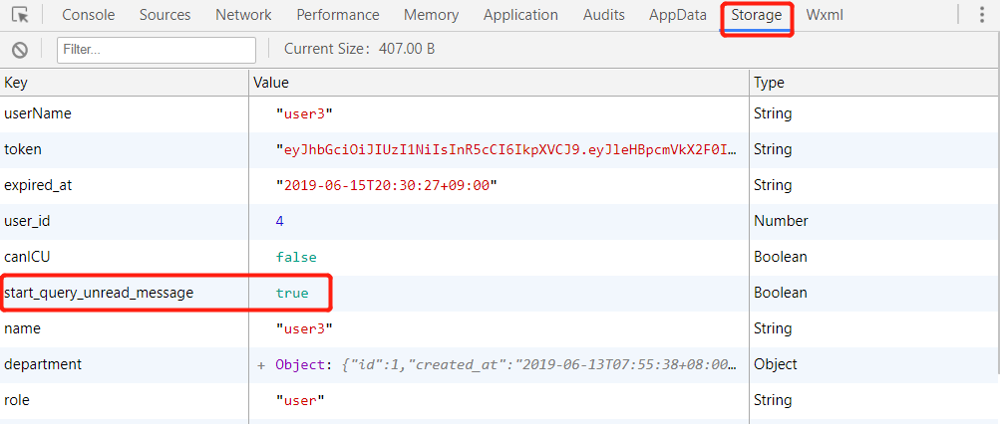 Console Sources Network Performance Memory Application Audits AppData Storage Wxml
Filter... Current Size: 407.00 B
Key Value Type
userName "user3" String
token "eyJhbGciOiJIUzI1NiIsInR5cCI6IkpXVCJ9.eyJleHBpcmVkX2F0I... String
expired_at "2019-06-15T20:30:27+09:00" String
user_id 4 Number
canICU false Boolean
start_query_unread_message true Boolean
name "user3" String
department + Object: {"id":1,"created_at":"2019-06-13T07:55:38+08:00... Object
role "user" String